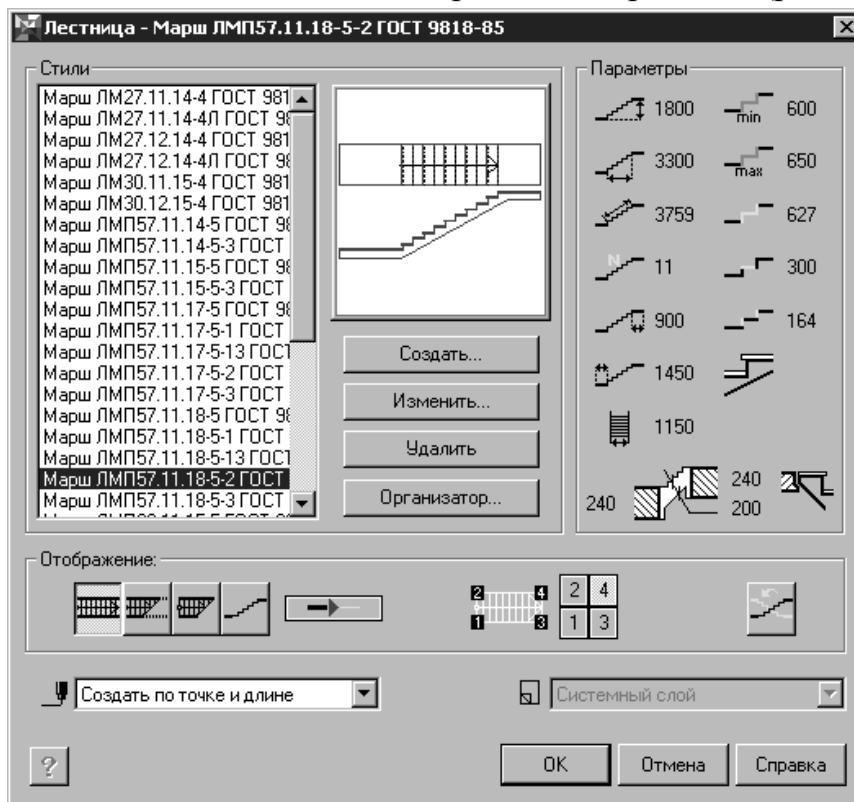 Лестница - Марш ЛМП57.11.18-5-2 ГОСТ 9818-85
Стили
Марш ЛМ27.11.14-4 ГОСТ 981
Марш ЛМ27.11.14-4Л ГОСТ 98
Марш ЛМ27.12.14-4 ГОСТ 981
Марш ЛМ27.12.14-4Л ГОСТ 98
Марш ЛМ30.11.15-4 ГОСТ 981
Марш ЛМ30.12.15-4 ГОСТ 981
Марш ЛМП57.11.14-5 ГОСТ 98
Марш ЛМП57.11.14-5-3 ГОСТ
Марш ЛМП57.11.15-5 ГОСТ 98
Марш ЛМП57.11.15-5-3 ГОСТ
Марш ЛМП57.11.17-5 ГОСТ 98
Марш ЛМП57.11.17-5-1 ГОСТ
Марш ЛМП57.11.17-5-13 ГОСТ
Марш ЛМП57.11.17-5-2 ГОСТ
Марш ЛМП57.11.17-5-3 ГОСТ
Марш ЛМП57.11.18-5 ГОСТ 98
Марш ЛМП57.11.18-5-1 ГОСТ
Марш ЛМП57.11.18-5-13 ГОСТ
Марш ЛМП57.11.18-5-2 ГОСТ
Марш ЛМП57.11.18-5-3 ГОСТ
Создать...
Изменить...
Удалить
Организатор...
Параметры
1800 min 600
3300 max 650
3759 627
N 11 300
900 164
1450
1150
240 240
200
Отображение:
2 4 2 4
1 3 1 3
Создать по точке и длине
Системный слой
?
OK Отмена Справка